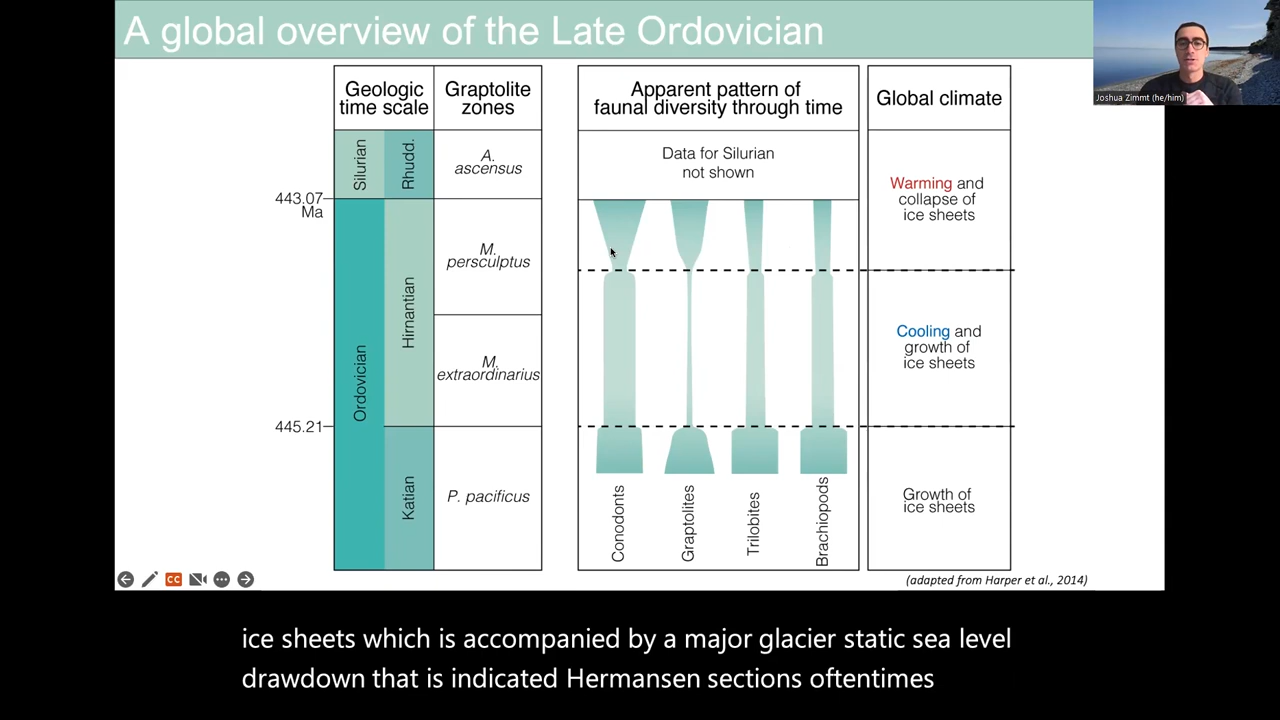 A global overview of the Late Ordovician
Joshua Zimmt (he/him)
Geologic
time scale
Graptolite
zones
Apparent pattern of
faunal diversity through time
Global climate
Silurian
Rhudd.
A.
ascensus
Data for Silurian
not shown
Warming and
collapse of
ice sheets
443.07
Ma
Ordovician
Hirnantian
M.
persculptus
M.
extraordinarius
Cooling and
growth of
ice sheets
445.21
Katian
P. pacificus
Conodonts
Graptolites
Trilobites
Brachiopods
Growth of
ice sheets
CC
(adapted from Harper et al., 2014)
ice sheets which is accompanied by a major glacier static sea level
drawdown that is indicated Hermansen sections oftentimes